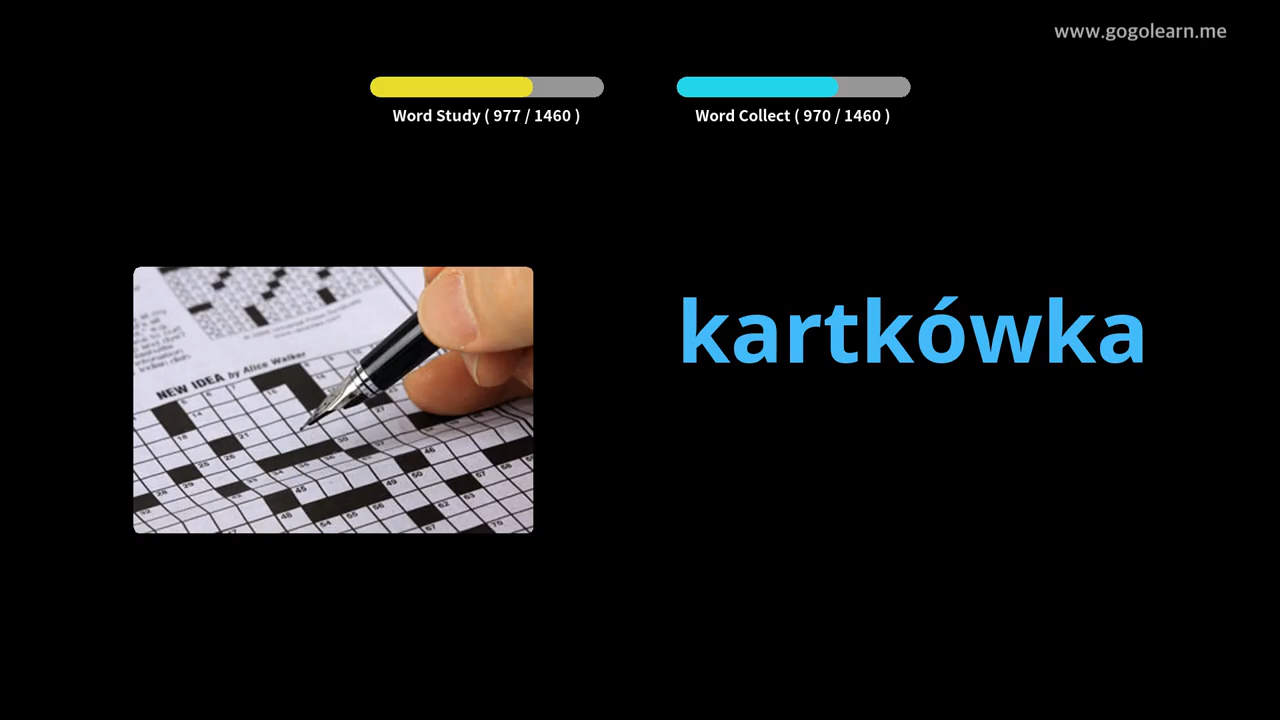 www.gogolearn.me
Word Study ( 977 / 1460 )
Word Collect ( 970 / 1460 )
kartkówka
NEW IDEA by Alice Walker